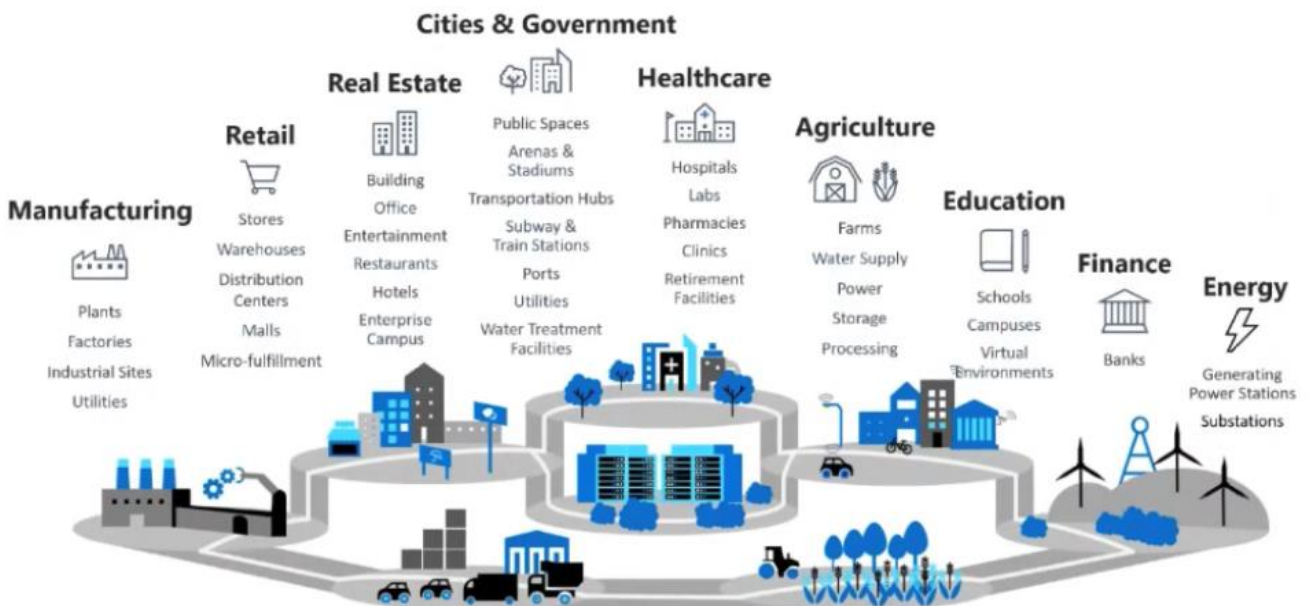 Cities & Government
Public Spaces
Arenas &
Stadiums
Transportation Hubs
Subway &
Train Stations
Ports
Utilities
Water Treatment
Facilities
Real Estate
Building
Office
Entertainment
Restaurants
Hotels
Enterprise
Campus
Healthcare
Hospitals
Labs
Pharmacies
Clinics
Retirement
Facilities
Retail
Stores
Warehouses
Distribution
Centers
Malls
Micro-fulfillment
Agriculture
Farms
Water Supply
Power
Storage
Processing
Manufacturing
Plants
Factories
Industrial Sites
Utilities
Education
Schools
Campuses
Virtual
Environments
Finance
Banks
Energy
Generating
Power Stations
Substations